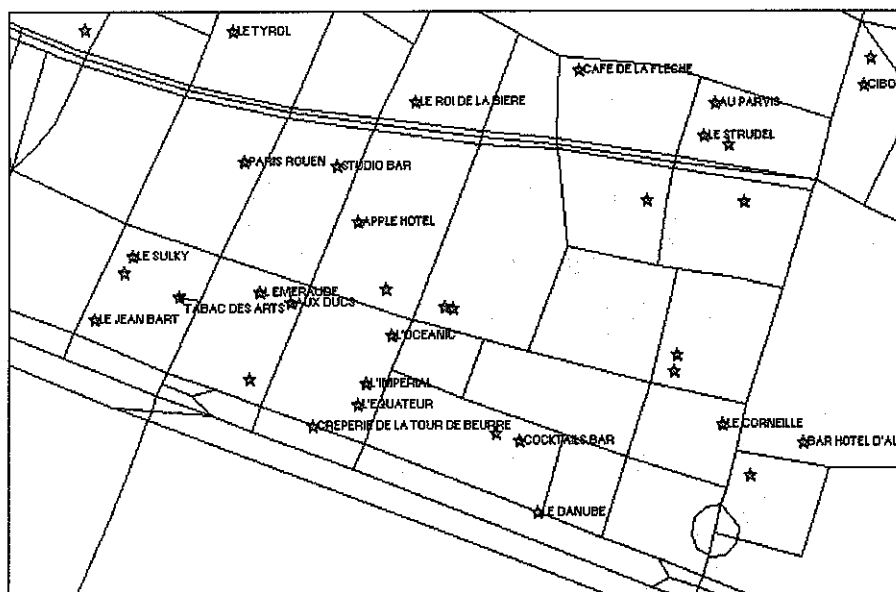 LE TYROL
CAFE DE LA FLECHE
CIBO
LE ROI DE LA BIERE
AU PARVIS
LE STRUDEL
PARIS ROUEN
STUDIO BAR
APPLE HOTEL
LE SULKY
L'EMERAUDE
TABAC DES ARTS
AUX DUCS
LE JEAN BART
L'OCEANIC
L'IMPERIAL
L'EQUATEUR
CREPERIE DE LA TOUR DE BEURRE
LE CORNEILLE
COCKTAILS BAR
BAR HOTEL D'AL
LE DANUBE